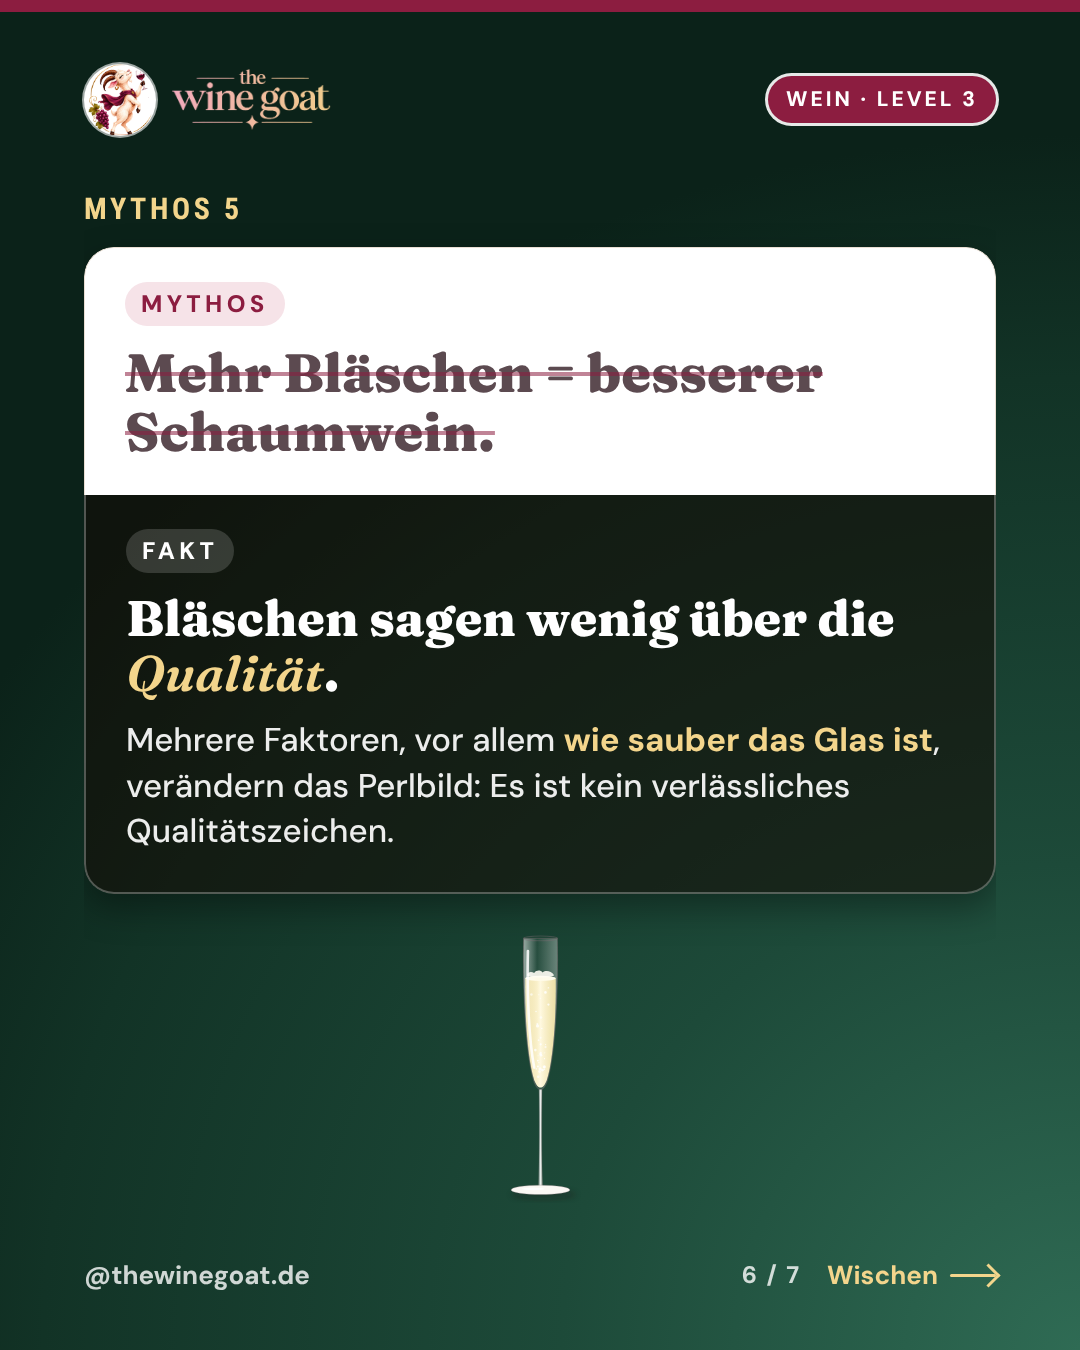 the
wine goat
WEIN · LEVEL 3
MYTHOS 5
MYTHOS
Mehr Bläschen = besserer
Schaumwein.
FAKT
Bläschen sagen wenig über die
Qualität.
Mehrere Faktoren, vor allem wie sauber das Glas ist,
verändern das Perlbild: Es ist kein verlässliches
Qualitätszeichen.
@thewinegoat.de
6 / 7
Wischen